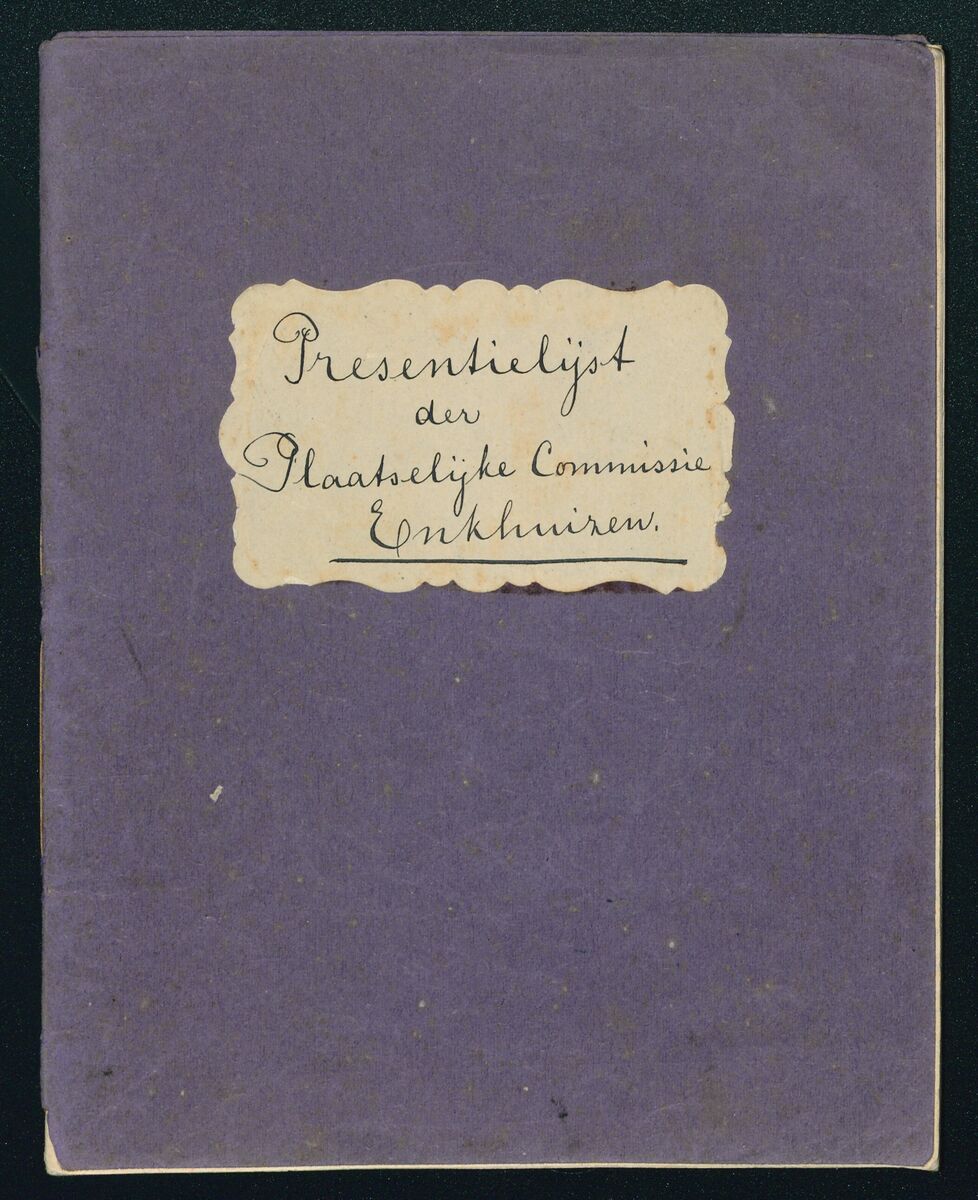 Presentielijst
der
Plaatselijke Commissie
Enkhuizen.